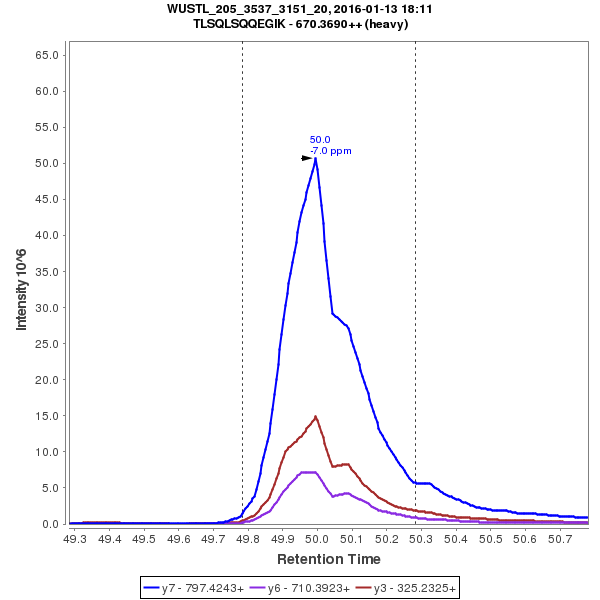 WUSTL_205_3537_3151_20, 2016-01-13 18:11
TLSQLSQQEGIK - 670.3690++ (heavy)
65.0
60.0
55.0
50.0
45.0
40.0
35.0
30.0
25.0
20.0
15.0
10.0
5.0
0.0
Intensity 10^6
50.0
-7.0 ppm
49.3 49.4 49.5 49.6 49.7 49.8 49.9 50.0 50.1 50.2 50.3 50.4 50.5 50.6 50.7
Retention Time
y7 - 797.4243+ y6 - 710.3923+ y3 - 325.2325+